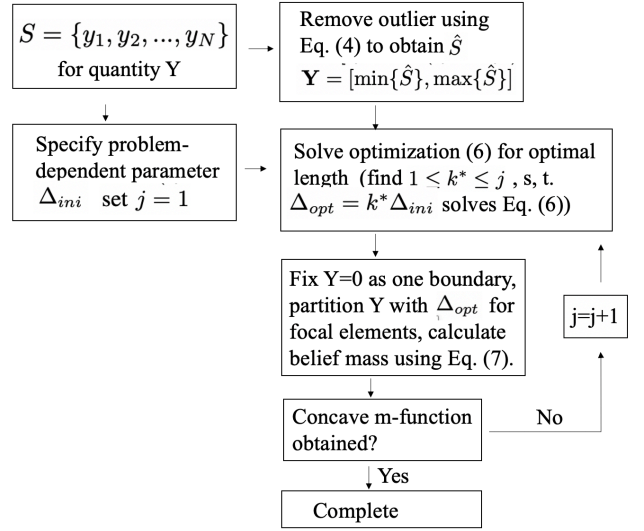 S = {y₁, y₂, ..., y_N}
for quantity Y
Remove outlier using
Eq. (4) to obtain Ŝ
Y = [min{Ŝ}, max{Ŝ}]
Specify problem-
dependent parameter
Δ_ini set j = 1
Solve optimization (6) for optimal
length (find 1 ≤ k* ≤ j , s, t.
Δ_opt = k*Δ_ini solves Eq. (6))
Fix Y=0 as one boundary,
partition Y with Δ_opt for
focal elements, calculate
belief mass using Eq. (7).
j=j+1
Concave m-function
obtained?
No
Yes
Complete